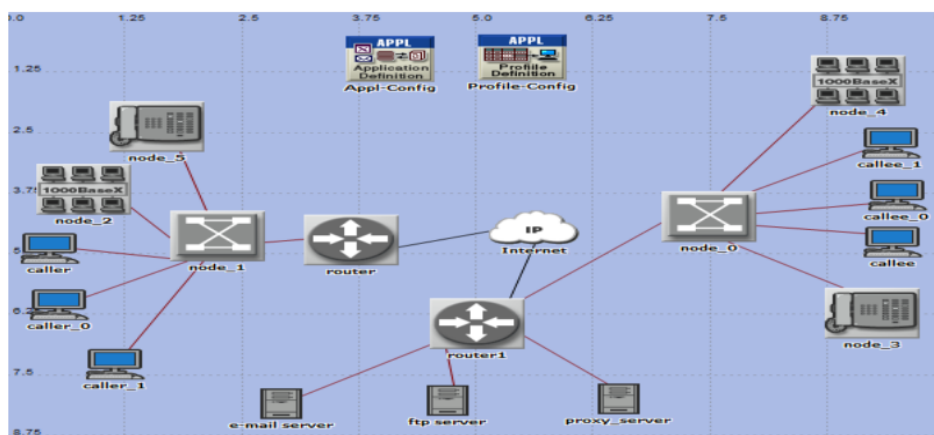 0.0 1.25 2.5 3.75 5.0 6.25 7.5 8.75
APPL
Application
Definition
Appl-Config
APPL
Profile
Definition
Profile-Config
1.25
1000BaseX
node_4
2.5
node_5
callee_1
3.75
1000BaseX
node_2
callee_0
node_1
router
IP
Internet
node_0
callee
5
caller
6.2
caller_0
router1
node_3
7.5
caller_1
e-mail server
ftp server
proxy_server
8.75